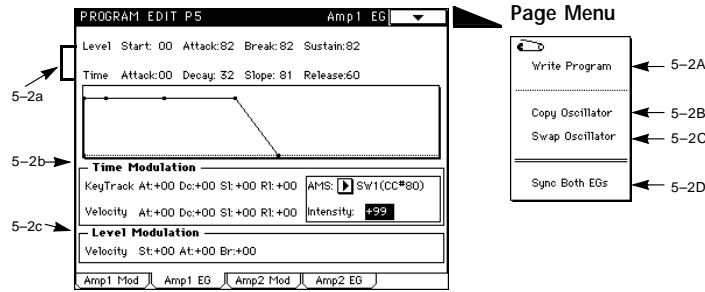 PROGRAM EDIT P5 Amp1 EG
Level Start: 00 Attack:82 Break:82 Sustain:82
Time Attack:00 Decay: 32 Slope: 81 Release:60
5–2a
5–2b
Time Modulation
KeyTrack At:+00 Dc:+00 Sl:+00 Rl:+00 AMS: SW1(CC#80)
Velocity At:+00 Dc:+00 Sl:+00 Rl:+00 Intensity: +99
5–2c
Level Modulation
Velocity St:+00 At:+00 Br:+00
Amp1 Mod Amp1 EG Amp2 Mod Amp2 EG
Page Menu
Write Program 5–2A
Copy Oscillator 5–2B
Swap Oscillator 5–2C
Sync Both EGs 5–2D